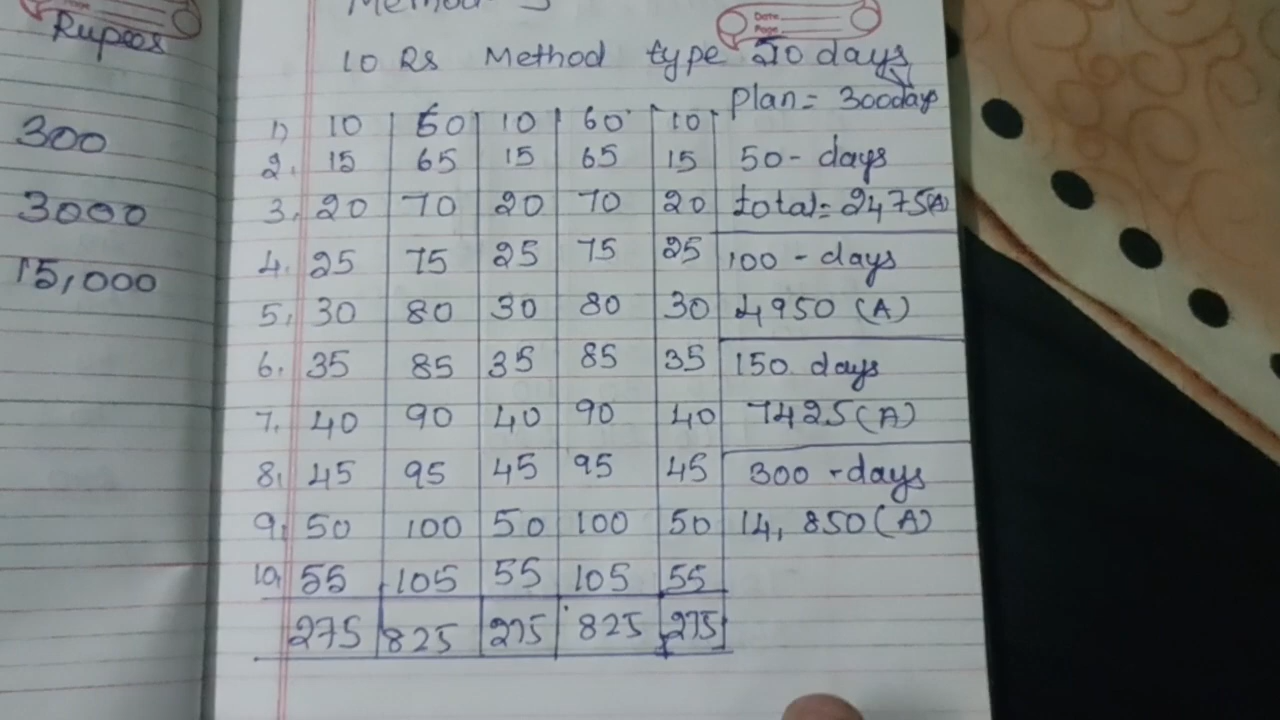 Rupees
300
3000
15,000
10 Rs Method type 20 days
Plan = 300days
1) 10 60 10 60 10
2. 15 65 15 65 15 50 - days
3. 20 70 20 70 20 total = 2475(A)
4. 25 75 25 75 25 100 - days
5. 30 80 30 80 30 4950 (A)
6. 35 85 35 85 35 150 days
7. 40 90 40 90 40 7425(A)
8. 45 95 45 95 45 300 - days
9. 50 100 50 100 50 14,850(A)
10. 55 105 55 105 55
275 825 275 825 275
Date
Page